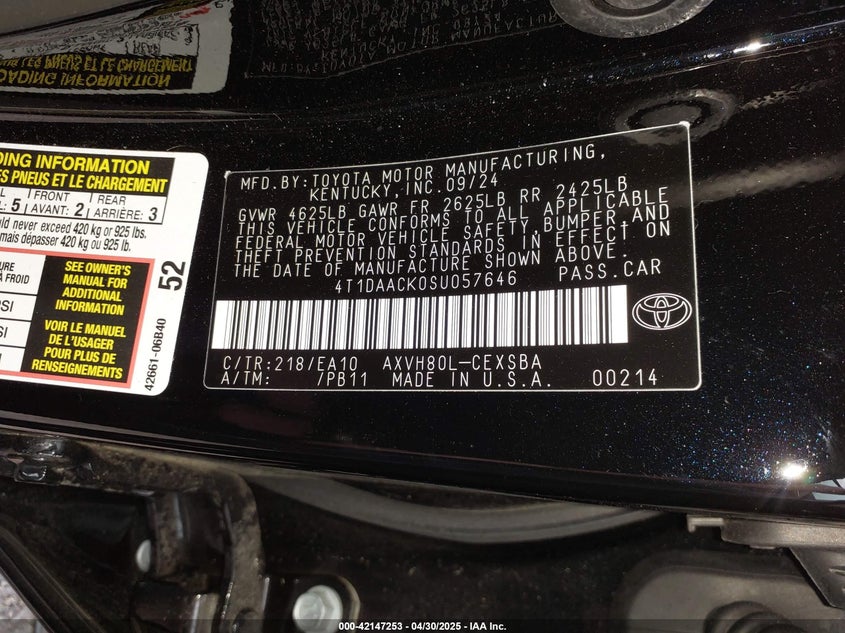 MFD.BY:TOYOTA MOTOR MANUFACTURING,
KENTUCKY, INC. 09/24
GVWR 4625LB GAWR FR 2625LB RR 2425LB
THIS VEHICLE CONFORMS TO ALL APPLICABLE
FEDERAL MOTOR VEHICLE SAFETY, BUMPER, AND
THEFT PREVENTION STANDARDS IN EFFECT ON
THE DATE OF MANUFACTURE SHOWN ABOVE.
4T1DAACK0SU057646 PASS.CAR
C/TR:218/EA10 AXVH80L-CEXSBA
A/TM: /PB11 MADE IN U.S.A. 00214
INFORMATION
ES PNEUS ET LE CHARGEMENT
5 FRONT REAR
AVANT: 2 ARRIÈRE: 3
never exceed 420 kg or 925 lbs.
dépasser 420 kg ou 925 lb.
À FROID
SEE OWNER'S
MANUAL FOR
ADDITIONAL
INFORMATION
VOIR LE MANUEL
DE L'USAGER
POUR PLUS DE
RENSEIGNEMENTS
52
42661-06B40
000-42147253 - 04/30/2025 - IAA Inc.